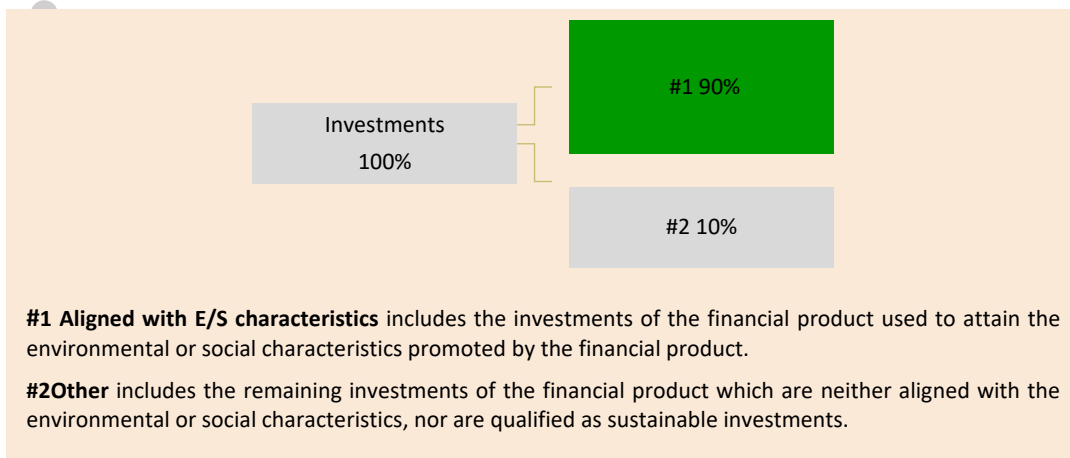 #1 90%
Investments
100%
#2 10%
#1 Aligned with E/S characteristics includes the investments of the financial product used to attain the
environmental or social characteristics promoted by the financial product.
#2Other includes the remaining investments of the financial product which are neither aligned with the
environmental or social characteristics, nor are qualified as sustainable investments.